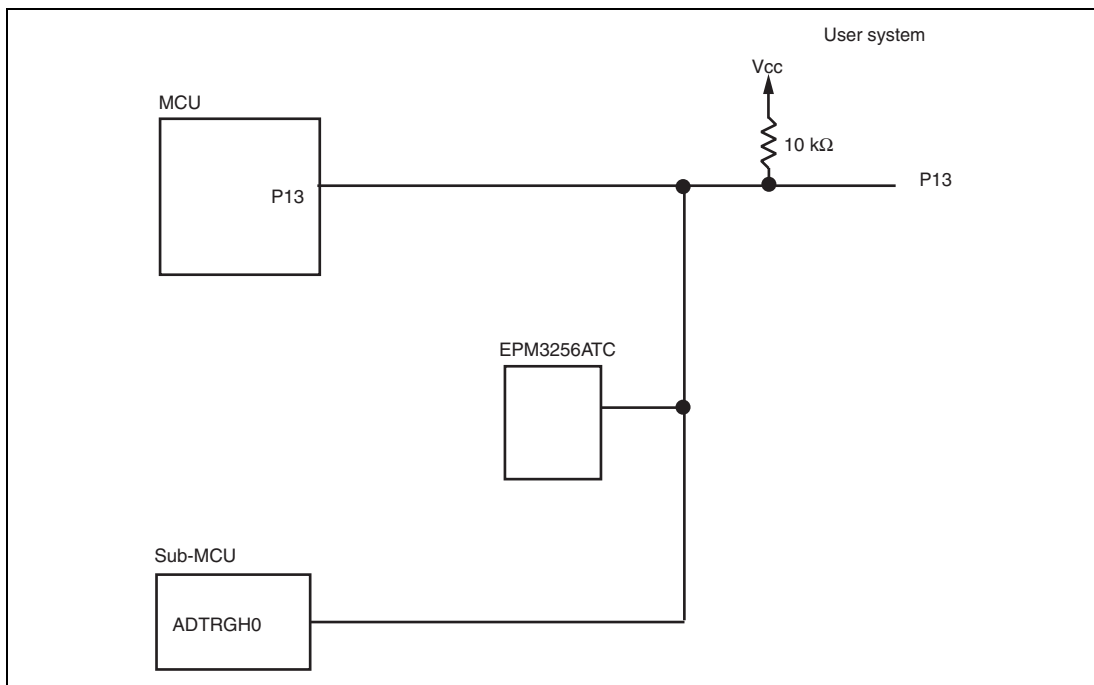 User system
Vcc
MCU
10 kΩ
P13
P13
EPM3256ATC
Sub-MCU
ADTRGH0